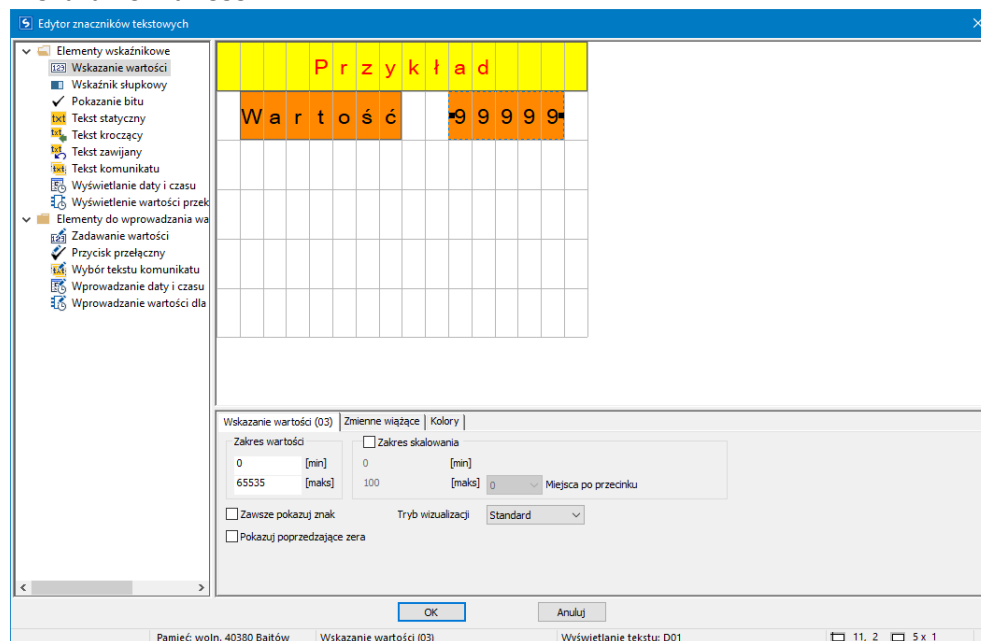 Edytor znaczników tekstowych
Elementy wskaźnikowe
Wskazanie wartości
Wskaźnik słupkowy
Pokazanie bitu
Tekst statyczny
Tekst kroczący
Tekst zawijany
Tekst komunikatu
Wyświetlanie daty i czasu
Wyświetlenie wartości przek
Elementy do wprowadzania wa
Zadawanie wartości
Przycisk przełączny
Wybór tekstu komunikatu
Wprowadzanie daty i czasu
Wprowadzanie wartości dla
Przykład
Wartość 99999
Wskazanie wartości (03) Zmienne wiążące Kolory
Zakres wartości Zakres skalowania
0 [min] 0 [min]
65535 [maks] 100 [maks] 0 Miejsca po przecinku
Zawsze pokazuj znak Tryb wizualizacji Standard
Pokazuj poprzedzające zera
OK Anuluj
Pamięć: woln. 40380 Bajtów Wskazanie wartości (03) Wyświetlanie tekstu: D01 11, 2 5 x 1